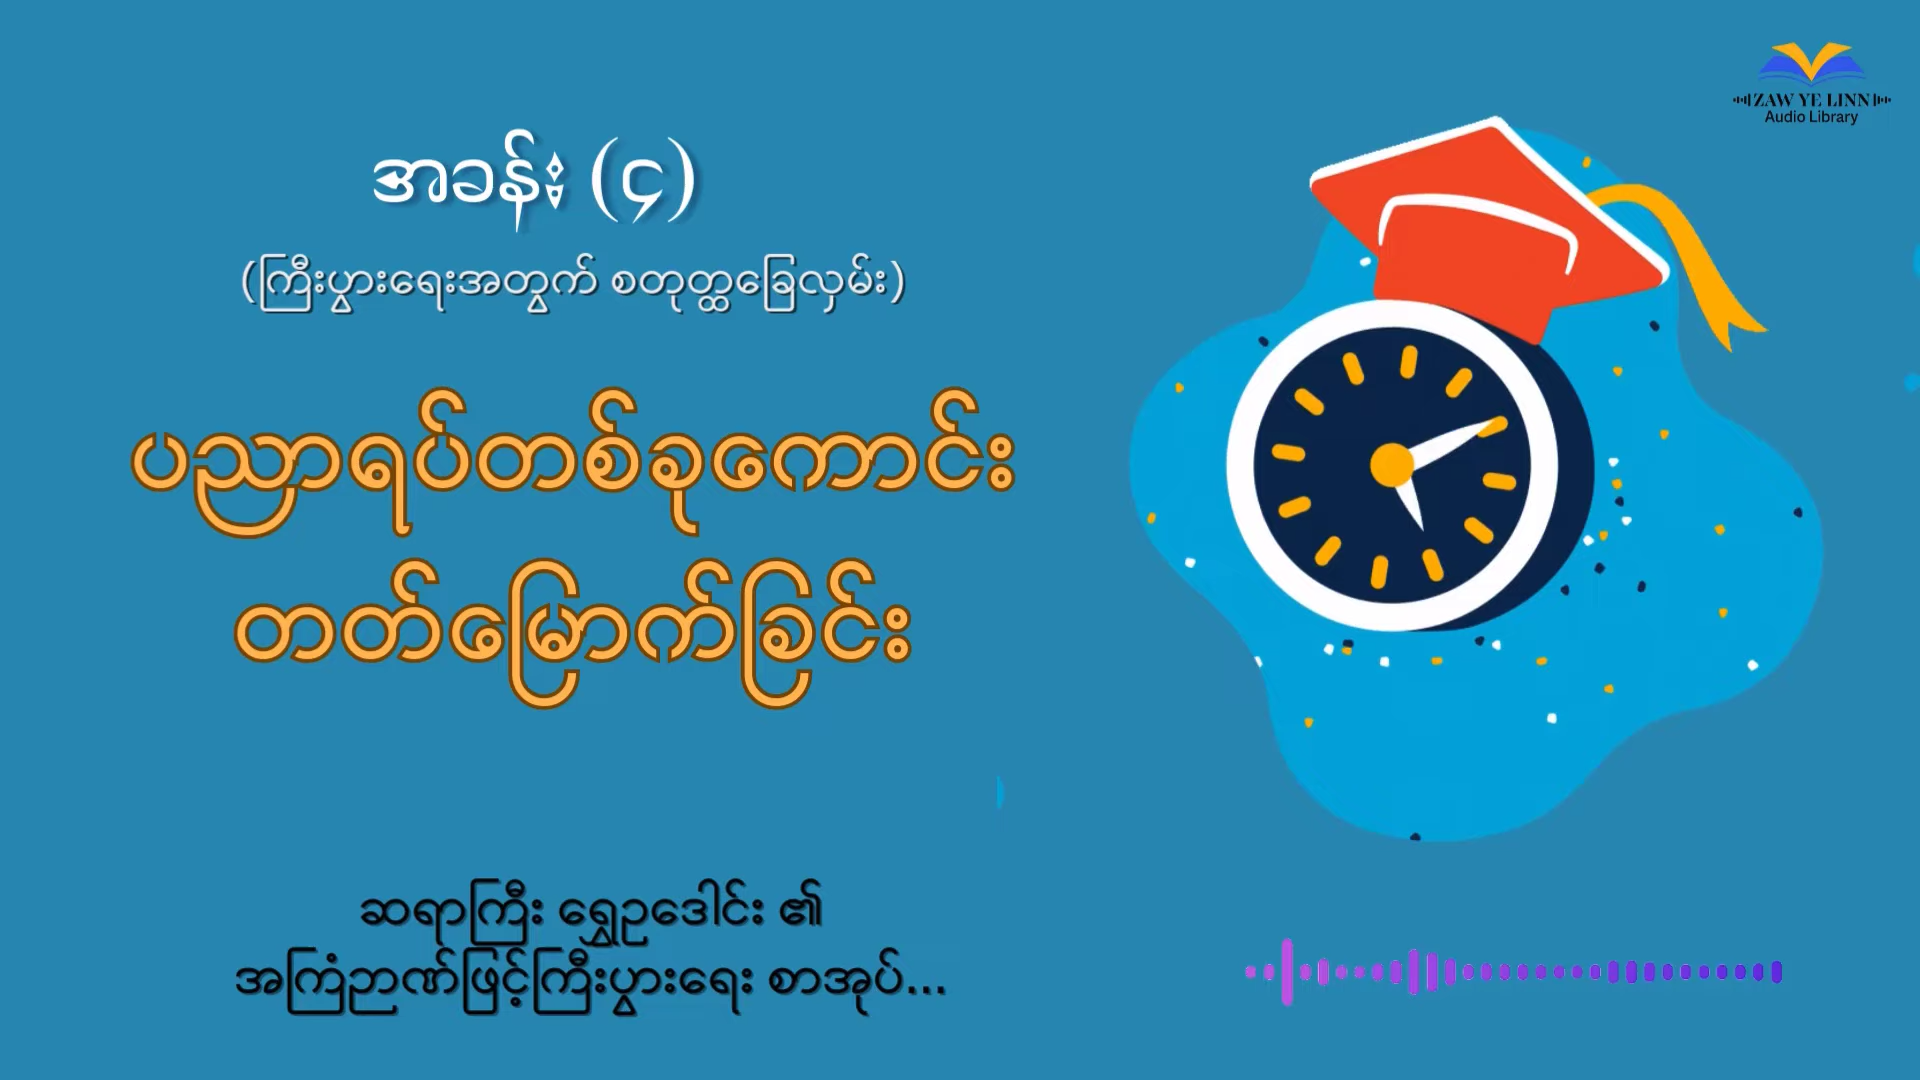 ZAW YE LINN
Audio Library
အခန်း (၄)
(ကြီးပွားရေးအတွက် စတုတ္ထခြေလှမ်း)
ပညာရပ်တစ်ခုကောင်း
တတ်မြောက်ခြင်း
ဆရာကြီး ရွှေဥဒေါင်း ၏
အကြံဉာဏ်ဖြင့်ကြီးပွားရေး စာအုပ်...